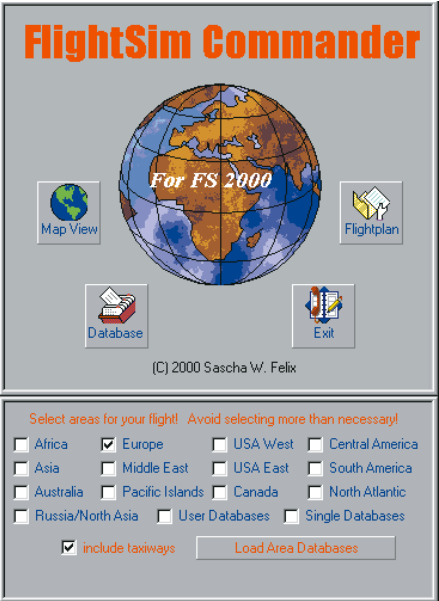 FlightSim Commander
For FS 2000
Map View
Flightplan
Database
Exit
(C) 2000 Sascha W. Felix
Select areas for your flight! Avoid selecting more than necessary!
Africa Europe USA West Central America
Asia Middle East USA East South America
Australia Pacific Islands Canada North Atlantic
Russia/North Asia User Databases Single Databases
include taxiways Load Area Databases